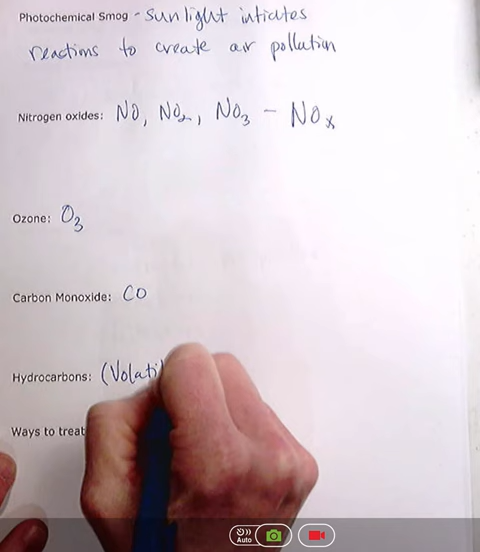 Photochemical Smog - sunlight intiates
reactions to create air pollution
Nitrogen oxides: NO, NO₂, NO₃ - NOₓ
Ozone: O₃
Carbon Monoxide: CO
Hydrocarbons: (Volati
Ways to treat
Auto